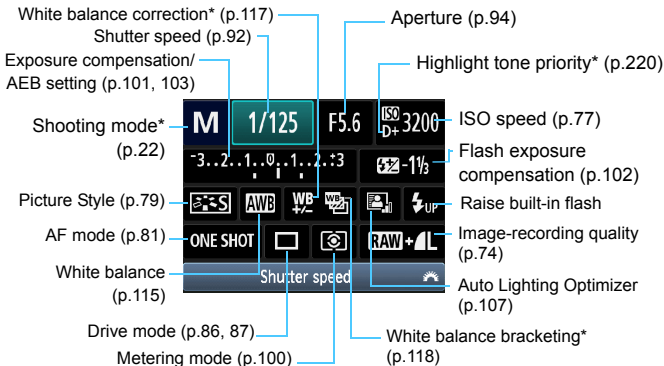 White balance correction* (p.117)
Shutter speed (p.92)
Exposure compensation/
AEB setting (p.101, 103)
Shooting mode*
(p.22)
Picture Style (p.79)
AF mode (p.81)
White balance
(p.115)
Drive mode (p.86, 87)
Metering mode (p.100)
Aperture (p.94)
Highlight tone priority* (p.220)
ISO speed (p.77)
Flash exposure
compensation (p.102)
Raise built-in flash
Image-recording quality
(p.74)
Auto Lighting Optimizer
(p.107)
White balance bracketing*
(p.118)
M 1/125 F5.6 ISO D+ 3200
-3..2..1..0..1..2.:3 -1⅓
S AWB WB +/- WB UP
ONE SHOT RAW+L
Shutter speed